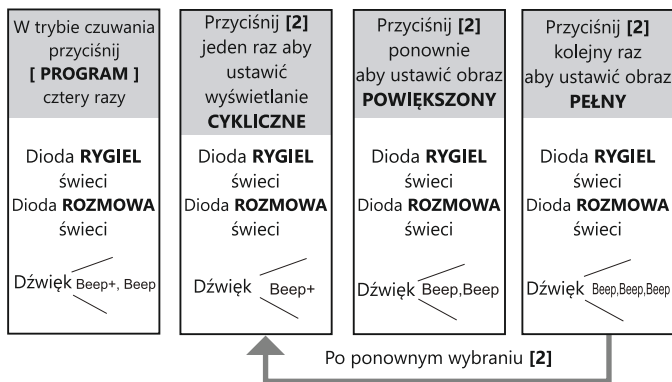 W trybie czuwania
przyciśnij
[ PROGRAM ]
cztery razy
Dioda RYGIEL
świeci
Dioda ROZMOWA
świeci
Dźwięk Beep+, Beep
Przyciśnij [2]
jeden raz aby
ustawić
wyświetlanie
CYKLICZNE
Dioda RYGIEL
świeci
Dioda ROZMOWA
świeci
Dźwięk Beep+
Przyciśnij [2]
ponownie
aby ustawić obraz
POWIĘKSZONY
Dioda RYGIEL
świeci
Dioda ROZMOWA
świeci
Dźwięk Beep,Beep
Przyciśnij [2]
kolejny raz
aby ustawić obraz
PEŁNY
Dioda RYGIEL
świeci
Dioda ROZMOWA
świeci
Dźwięk Beep,Beep,Beep
Po ponownym wybraniu [2]